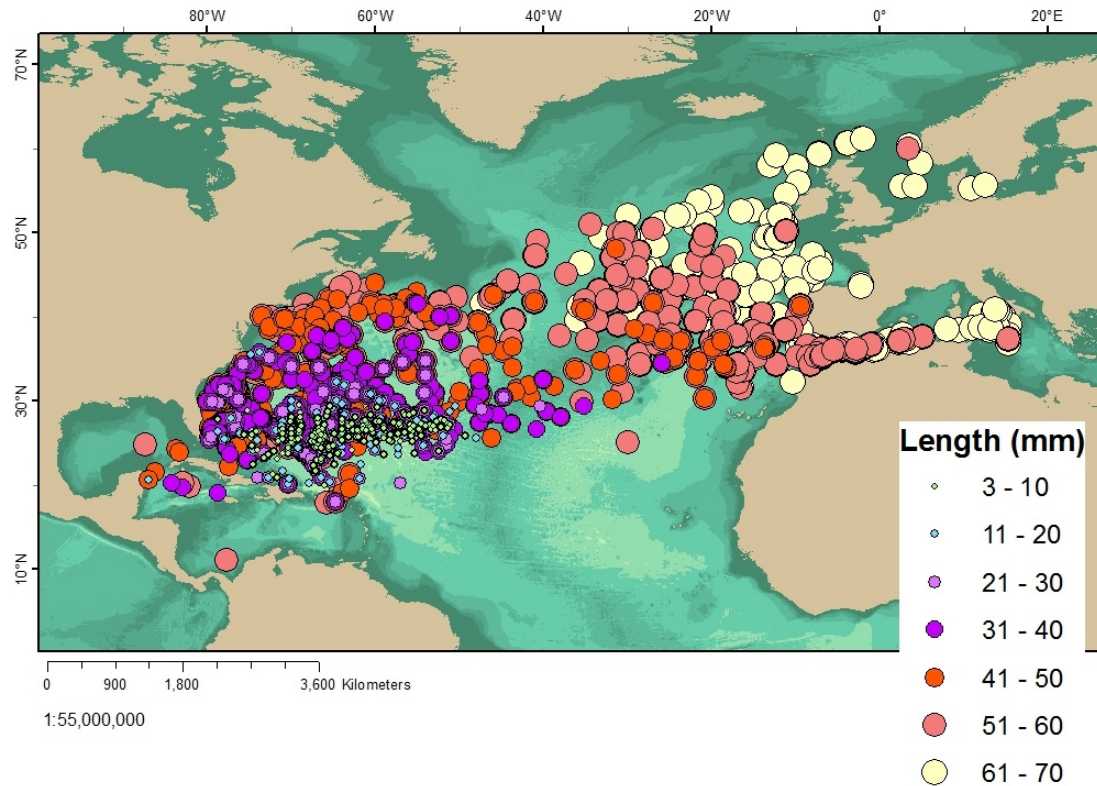 80°W 60°W 40°W 20°W 0° 20°E
70°N
50°N
30°N
10°N
Length (mm)
3 - 10
11 - 20
21 - 30
31 - 40
41 - 50
51 - 60
61 - 70
0 900 1,800 3,600 Kilometers
1:55,000,000